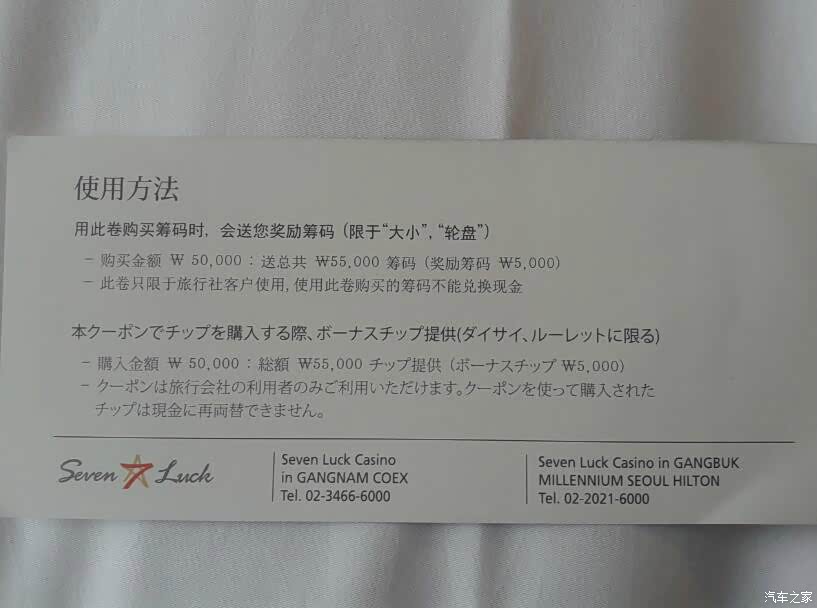 使用方法
用此卷购买筹码时, 会送您奖励筹码 (限于“大小”, “轮盘”)
- 购买金额 ₩ 50,000 : 送总共 ₩55,000 筹码 (奖励筹码 ₩5,000)
- 此卷只限于旅行社客户使用, 使用此卷购买的筹码不能兑换现金
本クーポンでチップを購入する際、ボーナスチップ提供(ダイサイ、ルーレットに限る)
- 購入金額 ₩ 50,000 : 総額 ₩55,000 チップ提供 (ボーナスチップ ₩5,000)
- クーポンは旅行会社の利用者のみご利用いただけます。クーポンを使って購入された
チップは現金に再両替できません。
Seven Luck
Seven Luck Casino
in GANGNAM COEX
Tel. 02-3466-6000
Seven Luck Casino in GANGBUK
MILLENNIUM SEOUL HILTON
Tel. 02-2021-6000
汽车之家